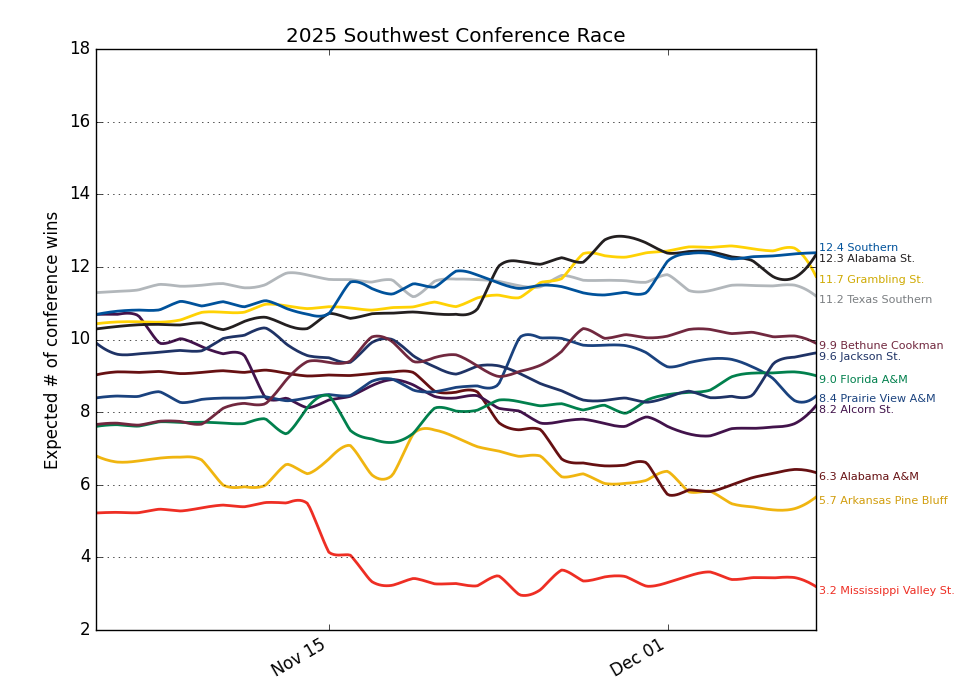 2025 Southwest Conference Race
Expected # of conference wins
18
16
14
12
10
8
6
4
2
12.4 Southern
12.3 Alabama St.
11.7 Grambling St.
11.2 Texas Southern
9.9 Bethune Cookman
9.6 Jackson St.
9.0 Florida A&M
8.4 Prairie View A&M
8.2 Alcorn St.
6.3 Alabama A&M
5.7 Arkansas Pine Bluff
3.2 Mississippi Valley St.
Nov 15
Dec 01